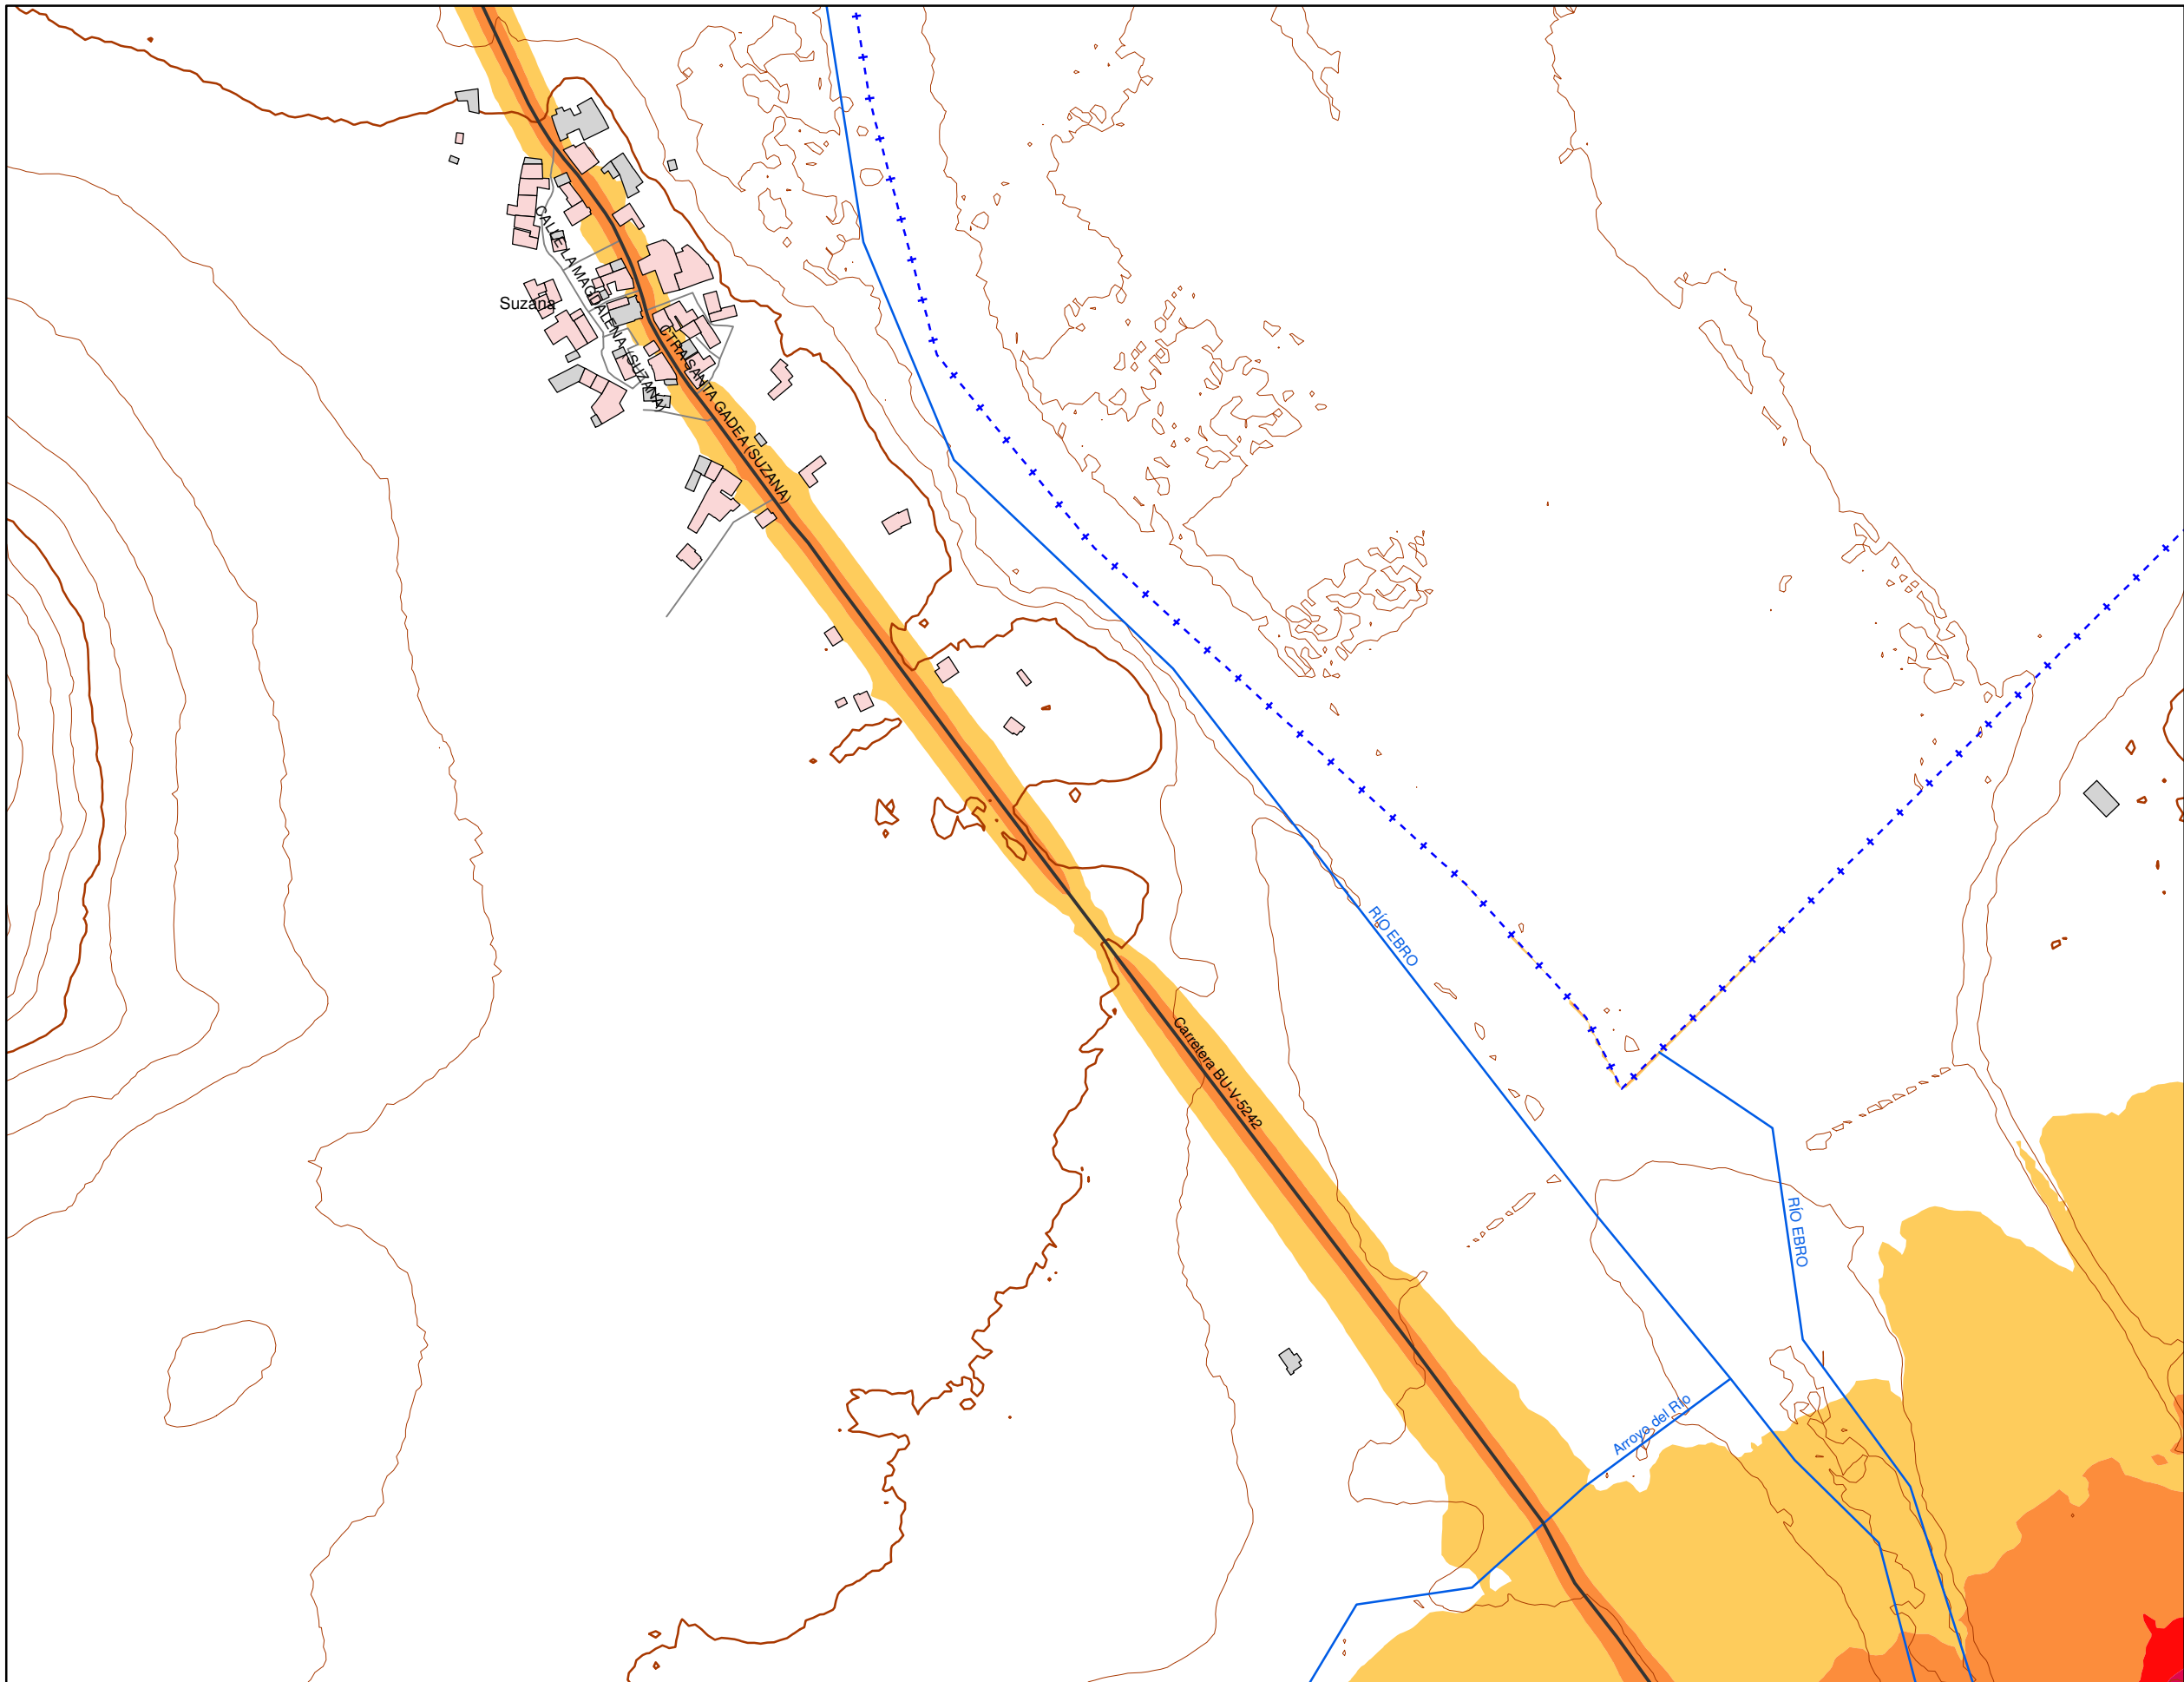 CALLE LA MAGDALENA (SUZANA)
Suzana
CTRA SANTA GADEA (SUZANA)
RÍO EBRO
Carretera BU-V-5242
RÍO EBRO
Arroyo del Río